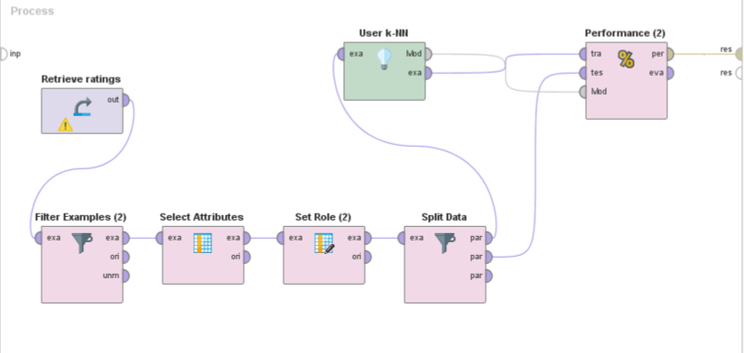 Process
inp
Retrieve ratings
out
User k-NN
exa Mod
exa
Performance (2)
tra per
tes eva
Mod
res
res
Filter Examples (2)
exa exa
ori
unm
Select Attributes
exa exa
ori
Set Role (2)
exa exa
ori
Split Data
exa par
par
par